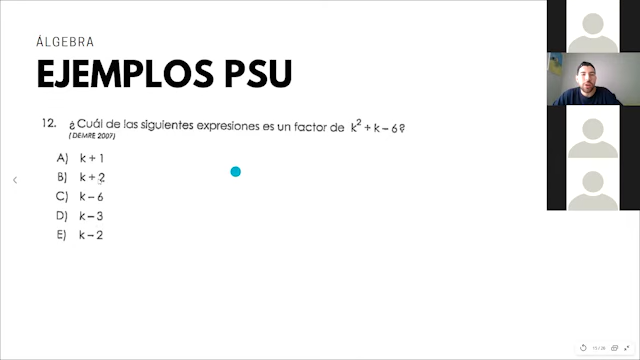 ÁLGEBRA
EJEMPLOS PSU
12. ¿Cuál de las siguientes expresiones es un factor de k² + k – 6?
(DEMRE 2007)
A) k + 1
B) k + 2
C) k – 6
D) k – 3
E) k – 2